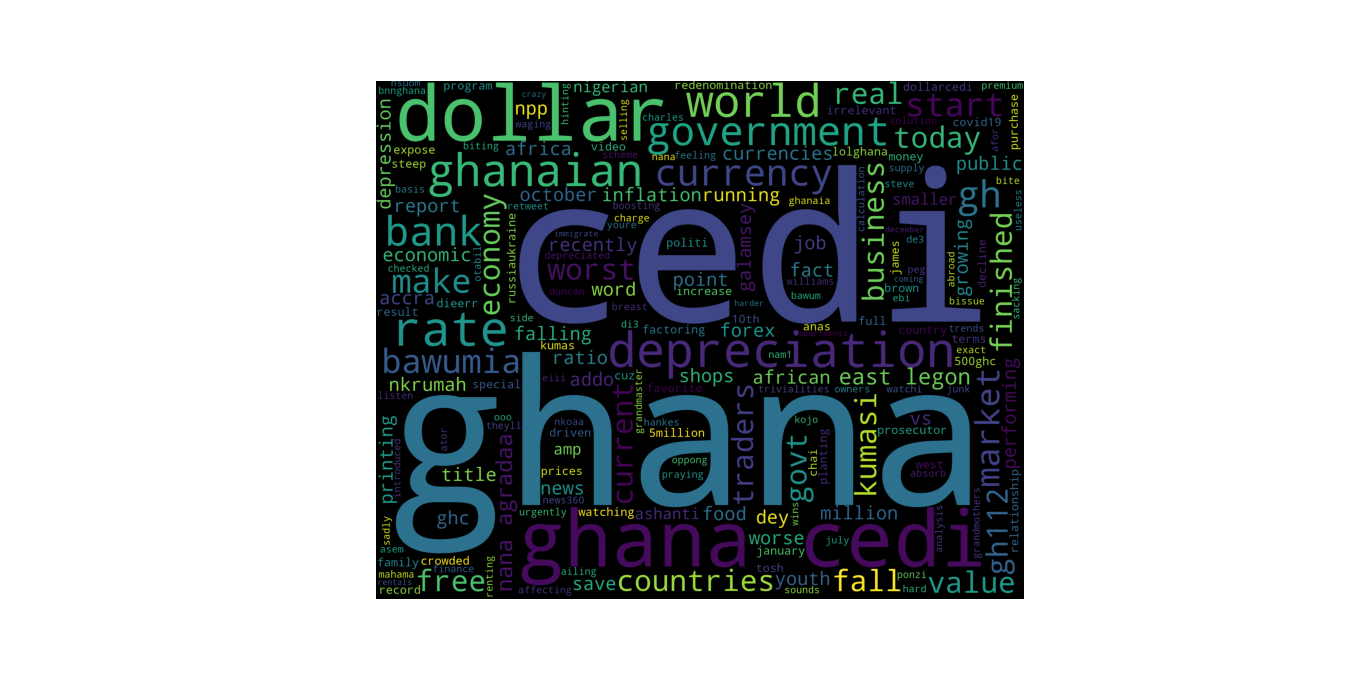 nsuom
program
crazy
nigerian
redenomination
dollarcedi
premium
bnnghana
dollar
npp
hinting
selling
charles
world
irrelevant
real
start
waging
solution
covid19
purchase
depression
expose
biting
africa
video
government
today
afor
steep
scheme
nana
feeling
currencies
lolghana
money
public
basis
ghanaian
currency
supply
steve
bite
report
october
inflation
running
business
smaller
gh
useless
retweet
boosting
ghanaia
calculation
bank
economy
russiaukraine
youre
charge
cedi
december
de3
growing
finished
economic
otabil
immigrate
recently
politi
job
james
decline
abroad
checked
depreciated
worst
galamsey
point
fact
williams
peg
coming
make
accra
duncan
word
increase
bawum
brown
ebi
bissue
sacking
result
dieerr
breast
harder
rate
side
di3
factoring
10th
forex
anas
full
country
trends
terms
falling
apartments
kumas
ratio
depreciation
nam1
exact
500ghc
bawumia
nkrumah
special
eiii
addo
cuz
shops
african
east legon
listen
grandmaster
favorite
trivialities
owners
watchi
junk
ghana
ooo
theyll
nkoaa
current
traders
kojo
kumasi
vs
market
performing
printing
ator
driven
hankes
5million
govt
prosecutor
introduced
agradaa
amp
oppong
chai
planting
west
absorb
title
prices
praying
news
news360
ghc
urgently
watching
ashanti
food
dey
wins
million
gh112
relationship
sadly
ghana cedi
asem
worse
january
july
analysis
grandmothers
family
crowded
nana
ailing
tosh
ponzi
mahama
rentals
finance
free
renting
save
countries
youth
fall
value
record
affecting
sounds
hard